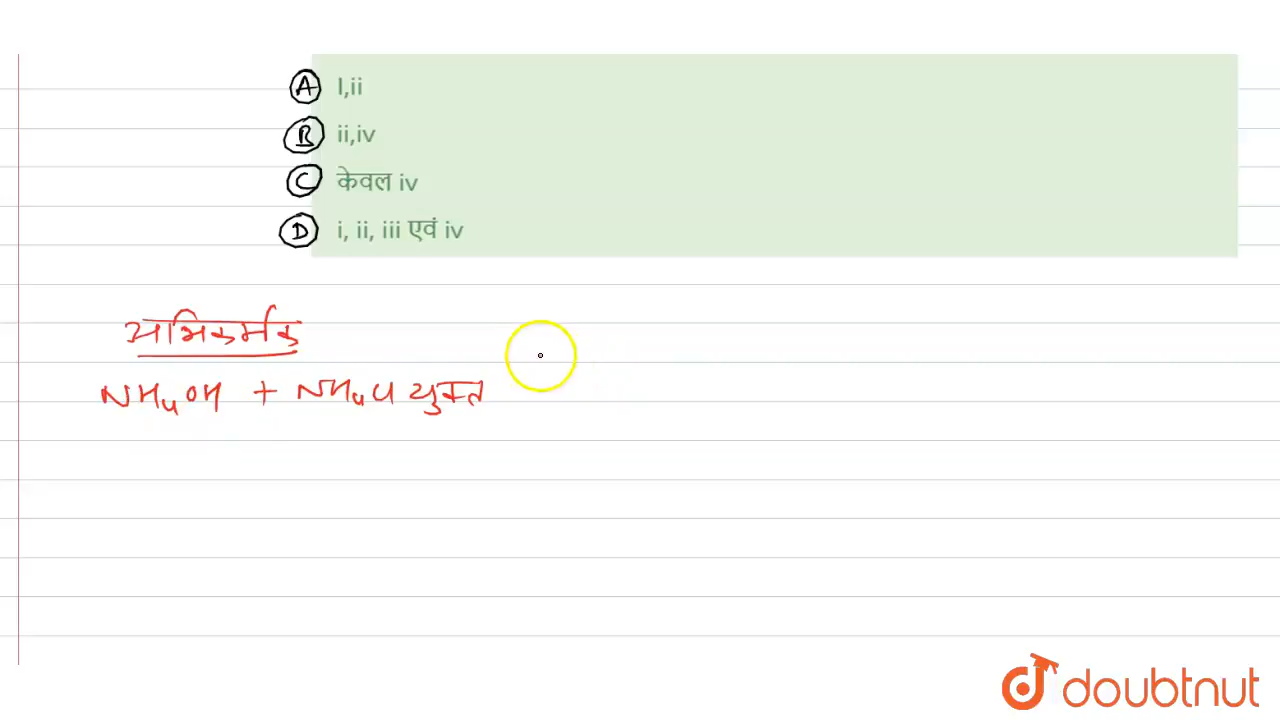 A I,ii
B ii,iv
C केवल iv
D i, ii, iii एवं iv
अभिकर्मक
NH4OH + NH4Cl युक्त
doubtnut